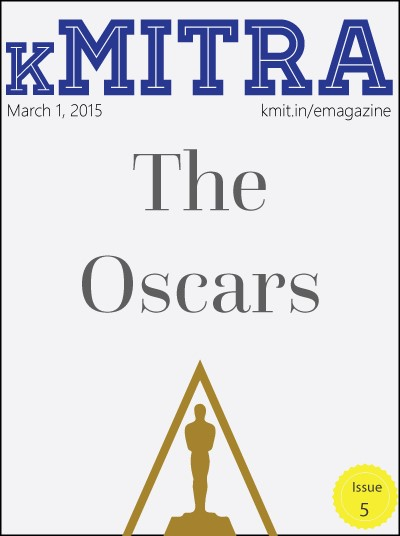 kMITRA
March 1, 2015 kmit.in/emagazine
The
Oscars
Issue
5